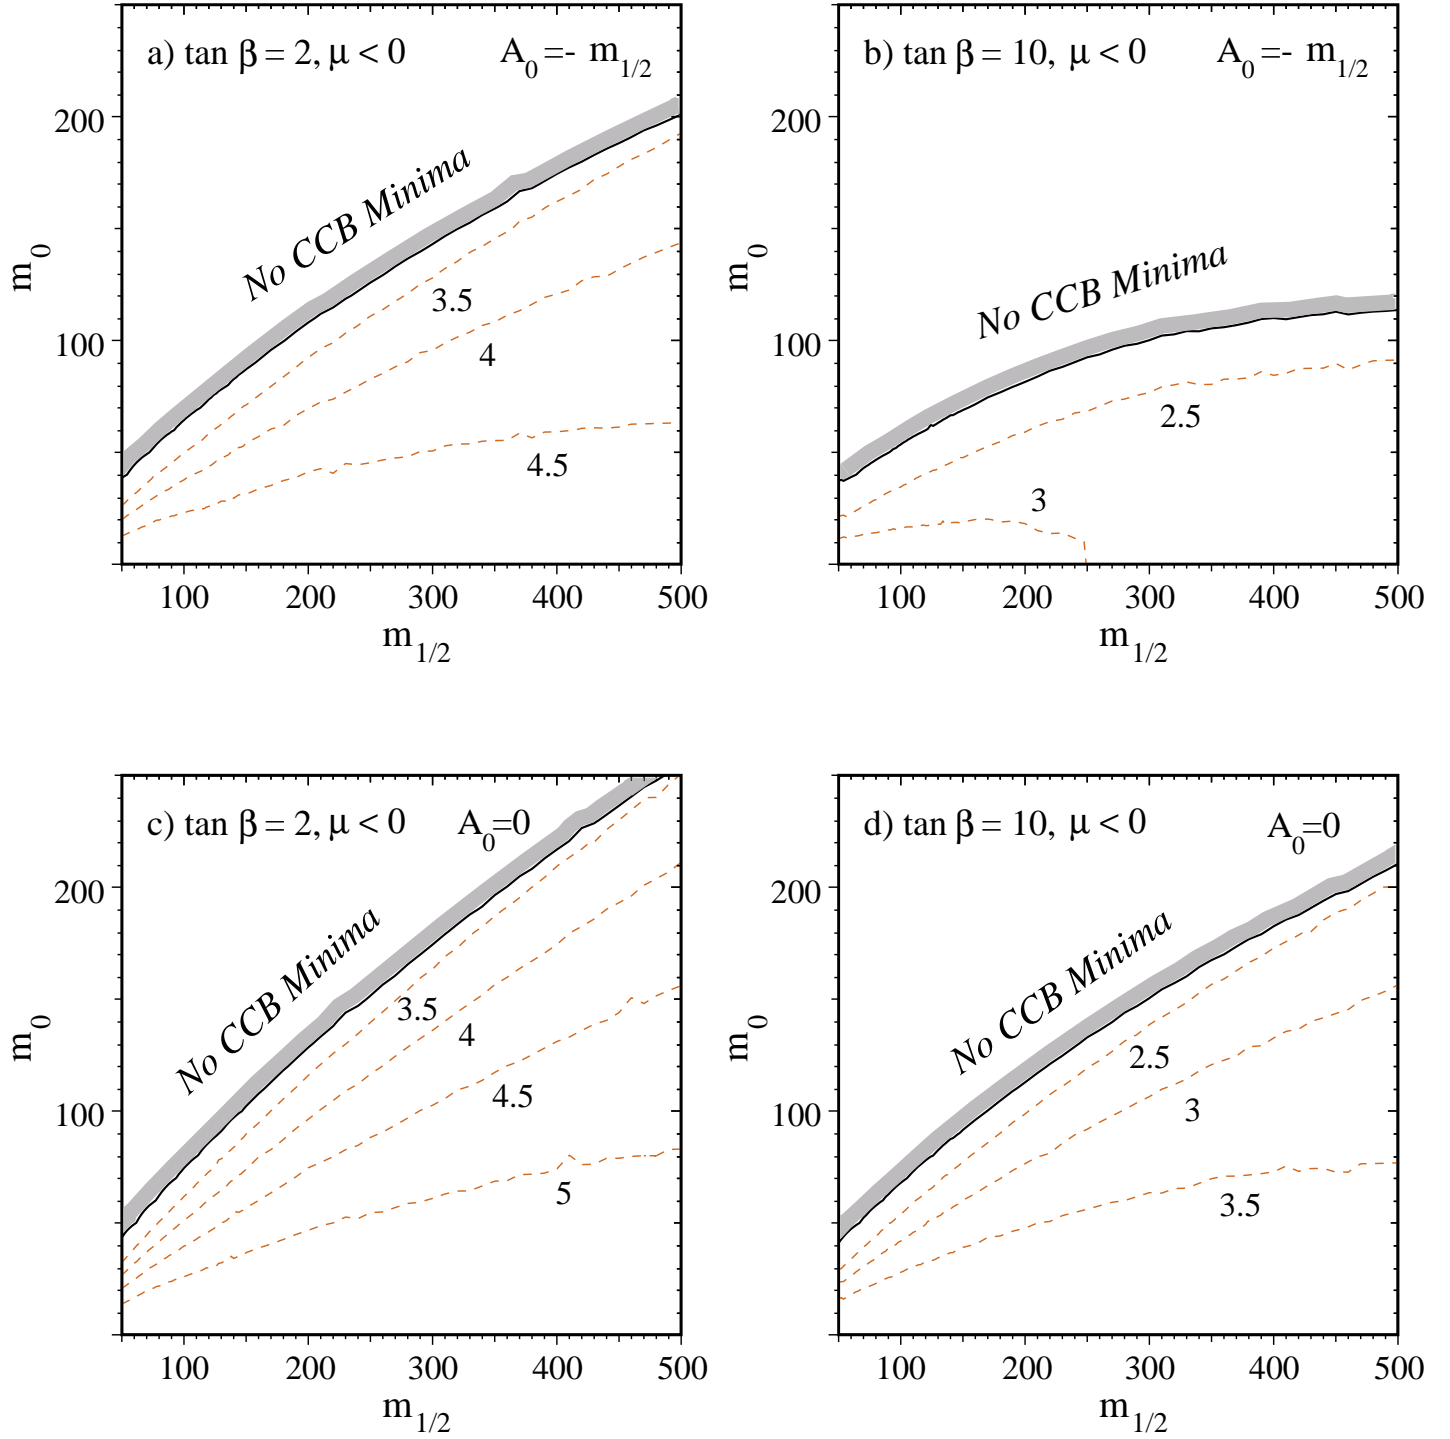 a) tan β = 2, μ < 0 A0 =- m1/2
No CCB Minima
3.5
4
4.5
m0
200
100
100 200 300 400 500
m1/2
b) tan β = 10, μ < 0 A0 =- m1/2
No CCB Minima
2.5
3
m0
200
100
100 200 300 400 500
m1/2
c) tan β = 2, μ < 0 A0=0
No CCB Minima
3.5
4
4.5
5
m0
200
100
100 200 300 400 500
m1/2
d) tan β = 10, μ < 0 A0=0
No CCB Minima
2.5
3
3.5
m0
200
100
100 200 300 400 500
m1/2